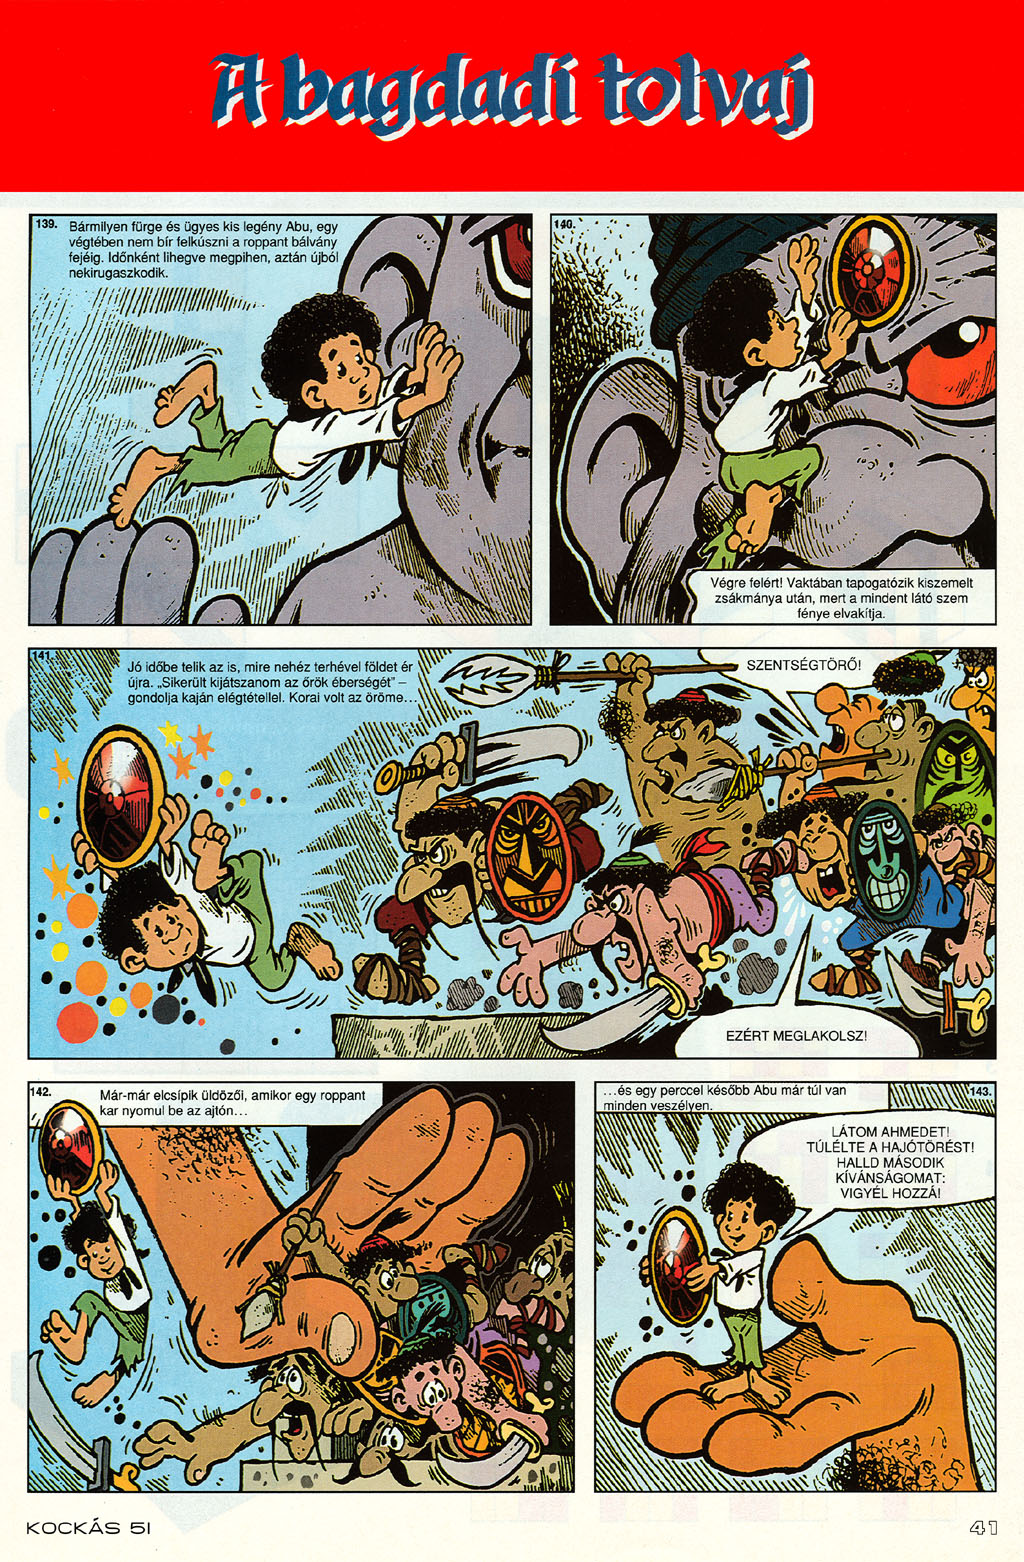 A bagdadi tolvaj
139.
Bármilyen fürge és ügyes kis legény Abu, egy
végtében nem bír felkúszni a roppant bálvány
fejéig. Időnként lihegve megpihen, aztán újból
nekirugaszkodik.
140.
Végre felért! Vaktában tapogatózik kiszemelt
zsákmánya után, mert a mindent látó szem
fénye elvakítja.
141.
Jó időbe telik az is, mire nehéz terhével földet ér
újra. „Sikerült kijátszanom az őrök éberségét” –
gondolja kaján elégtétellel. Korai volt az öröme…
SZENTSÉGTÖRŐ!
EZÉRT MEGLAKOLSZ!
142.
Már-már elcsípik üldözői, amikor egy roppant
kar nyomul be az ajtón…
…és egy perccel később Abu már túl van
minden veszélyen.
143.
LÁTOM AHMEDET!
TÚLÉLTE A HAJÓTÖRÉST!
HALLD MÁSODIK
KÍVÁNSÁGOMAT:
VIGYÉL HOZZÁ!
KOCKÁS 51
41